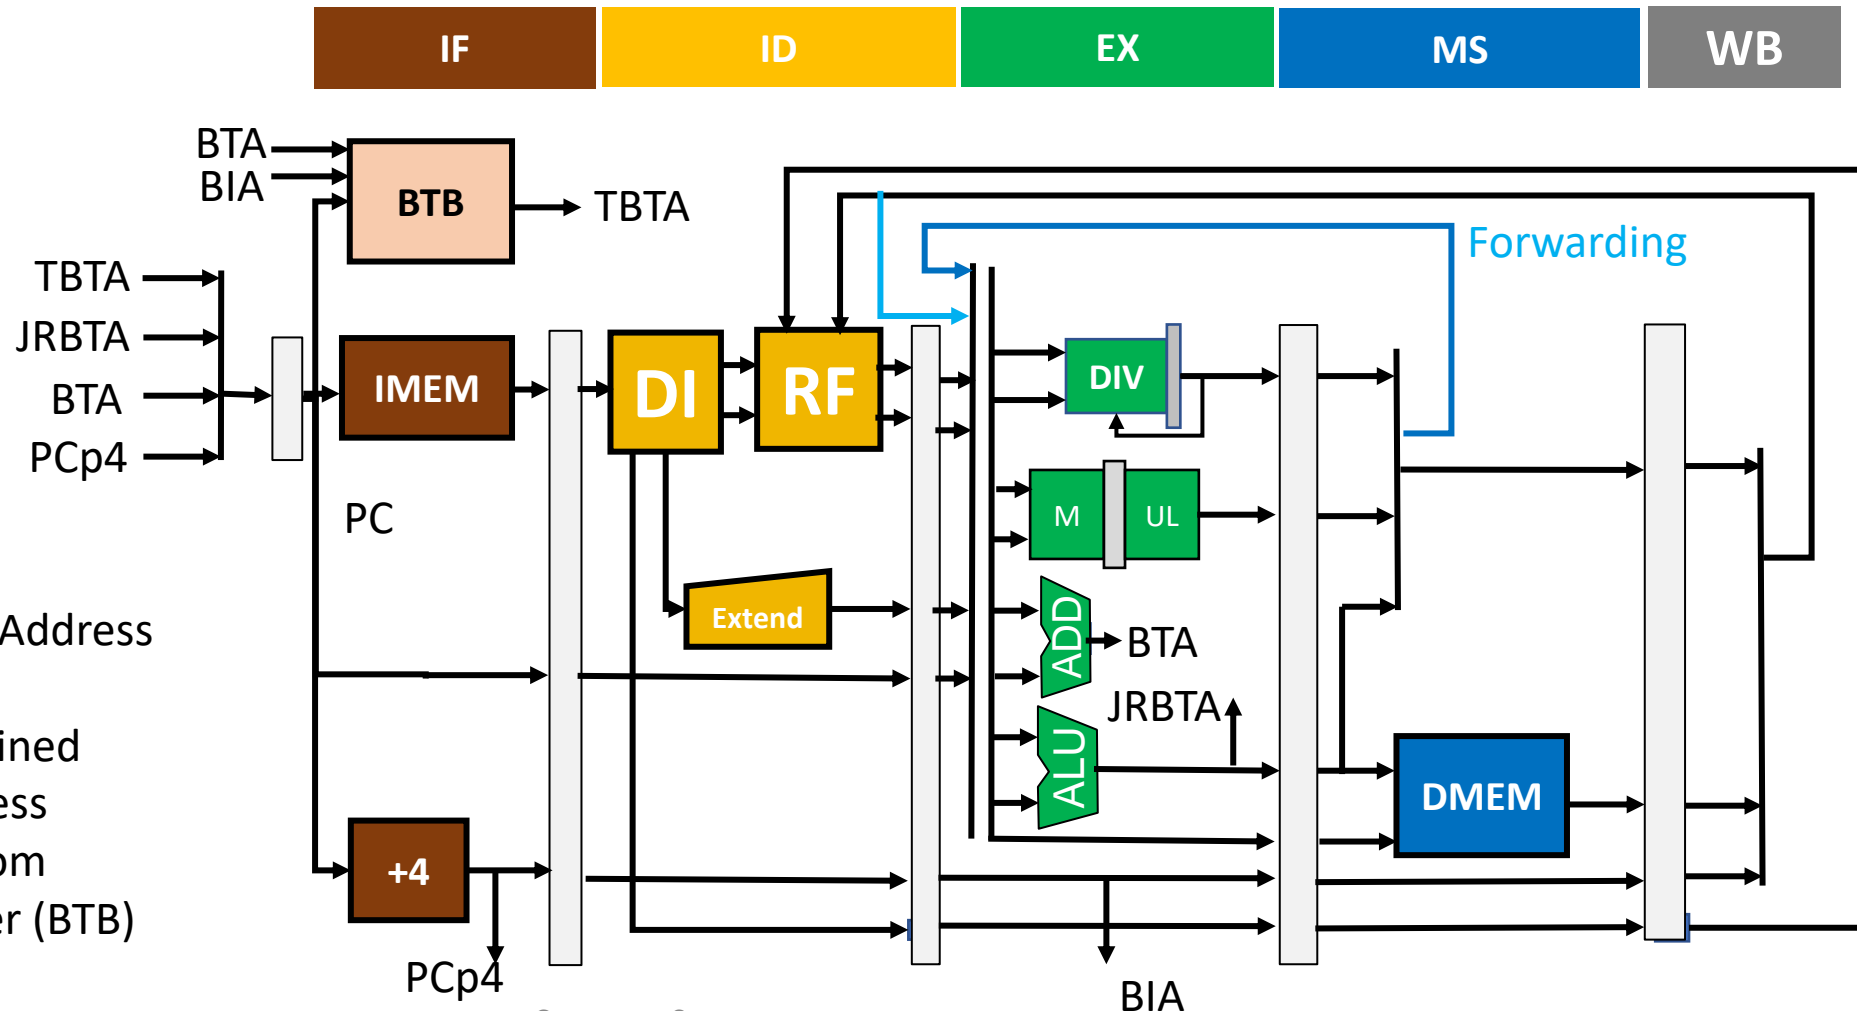 IF ID EX MS WB
BTA
BIA
BTB
TBTA
Forwarding
TBTA
JRBTA
BTA
PCp4
IMEM
DI
RF
DIV
M UL
PC
Extend
ADD
BTA
JRBTA
ALU
DMEM
+4
PCp4
BIA
Address
ined
ess
om
er (BTB)